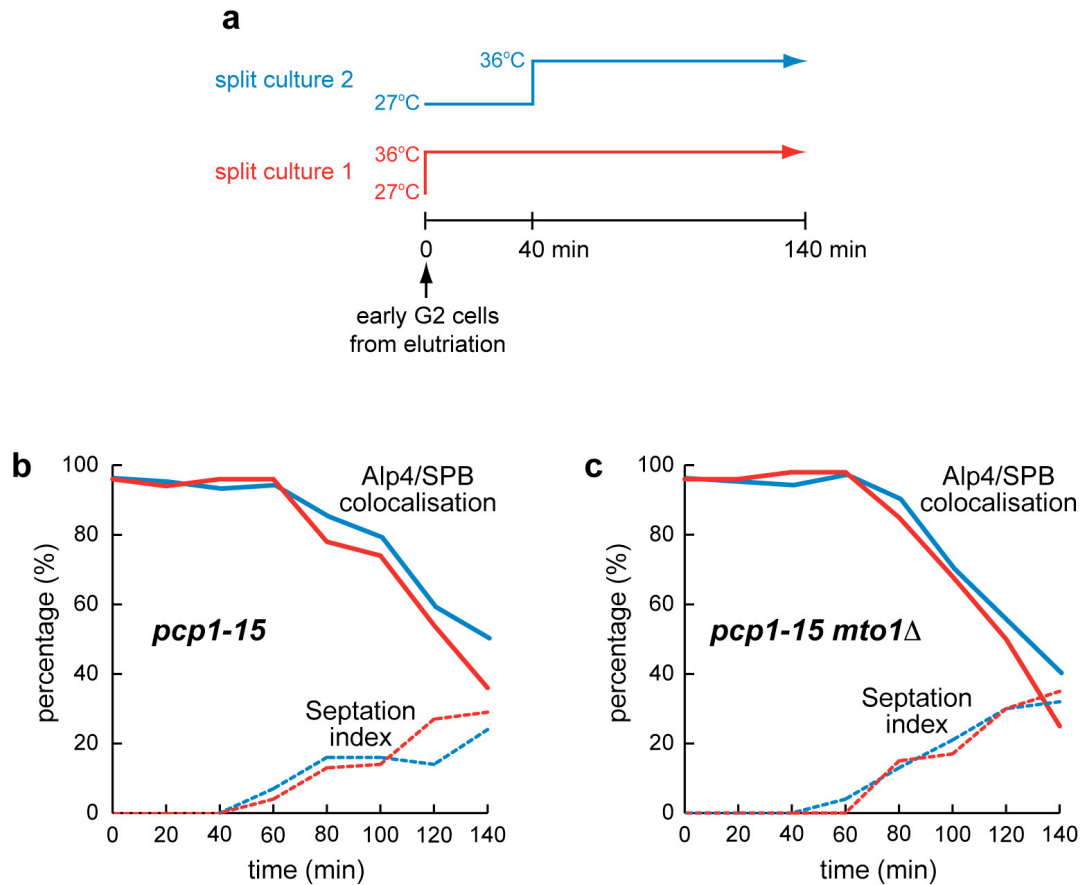 a
split culture 2
36°C
27°C
split culture 1
36°C
27°C
0
40 min
140 min
early G2 cells
from elutriation
b
percentage (%)
100
80
60
40
20
0
Alp4/SPB
colocalisation
pcp1-15
Septation
index
0 20 40 60 80 100 120 140
time (min)
c
percentage (%)
100
80
60
40
20
0
Alp4/SPB
colocalisation
pcp1-15 mto1Δ
Septation
index
0 20 40 60 80 100 120 140
time (min)